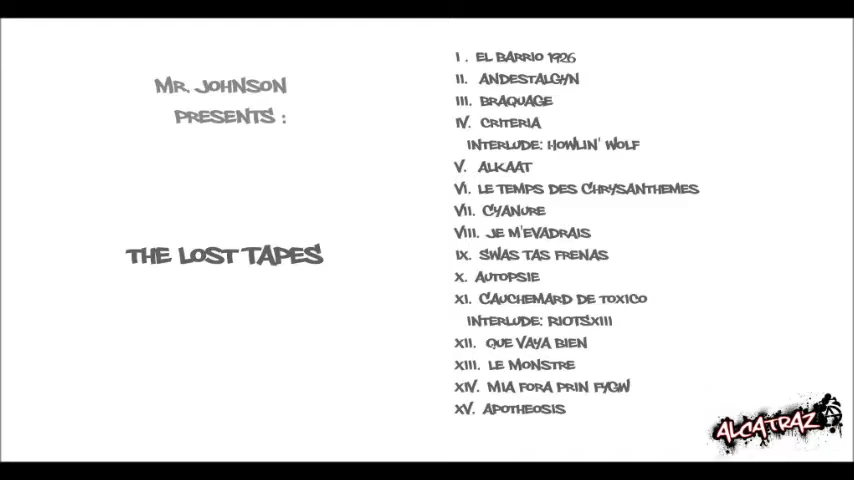 MR. JOHNSON
PRESENTS :
THE LOST TAPES
I . EL BARRIO 1926
II. ANDESTALGYN
III. BRAQUAGE
IV. CRITERIA
INTERLUDE: HOWLIN' WOLF
V. ALKAAT
VI. LE TEMPS DES CHRYSANTHEMES
VII. CYANURE
VIII. JE M'EVADRAIS
IX. SWAS TAS FRENAS
X. AUTOPSIE
XI. CAUCHEMARD DE TOXICO
INTERLUDE: RIOTSXIII
XII. QUE VAYA BIEN
XIII. LE MONSTRE
XIV. MIA FORA PRIN FYGW
XV. APOTHEOSIS
ALCATRAZ